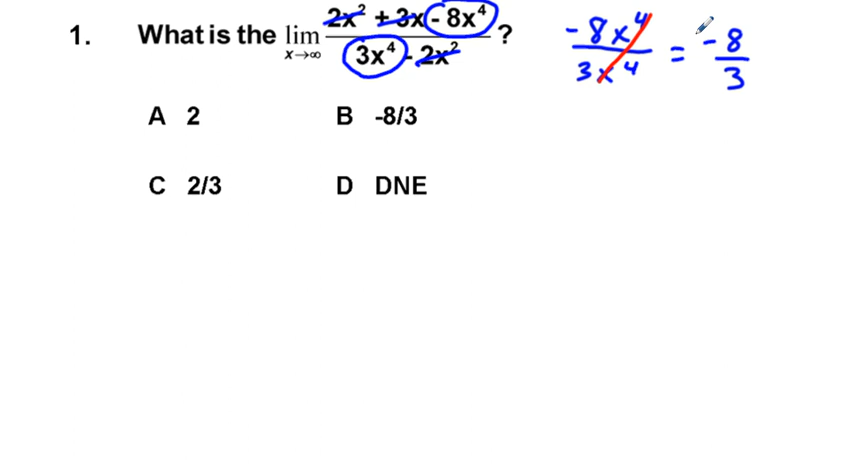 1. What is the lim x→∞ (2x² + 3x - 8x⁴)/(3x⁴ - 2x²) ?
-8x⁴/3x⁴ = -8/3
A 2 B -8/3
C 2/3 D DNE